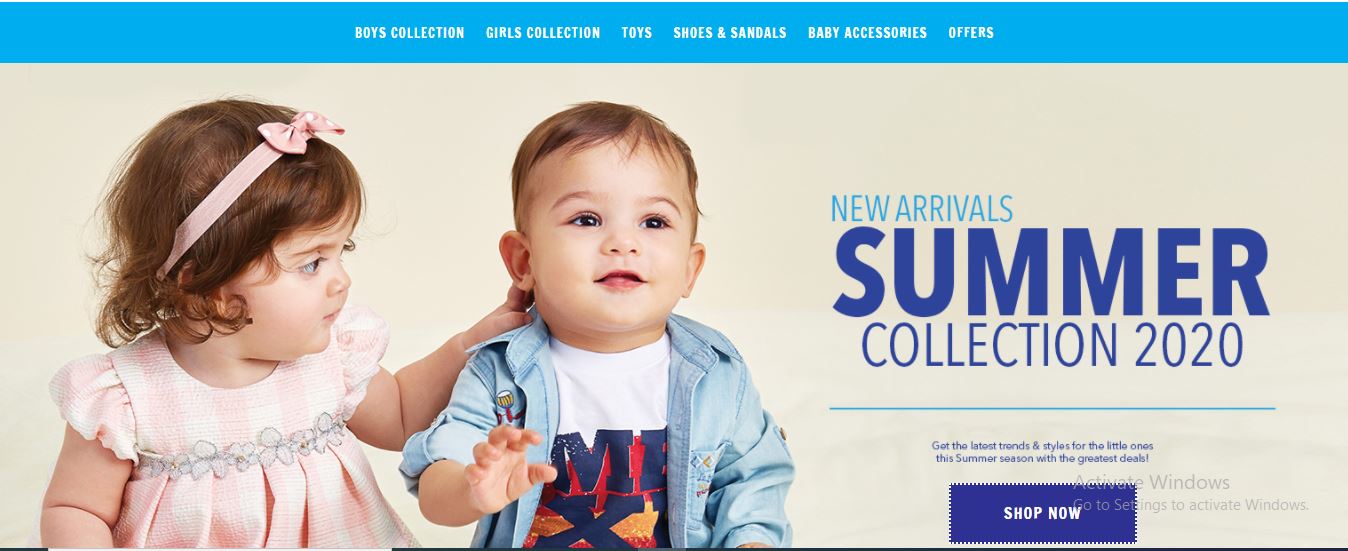 BOYS COLLECTION GIRLS COLLECTION TOYS SHOES & SANDALS BABY ACCESSORIES OFFERS
NEW ARRIVALS
SUMMER
COLLECTION 2020
Get the latest trends & styles for the little ones
this Summer season with the greatest deals!
Activate Windows
Go to Settings to activate Windows.
SHOP NOW